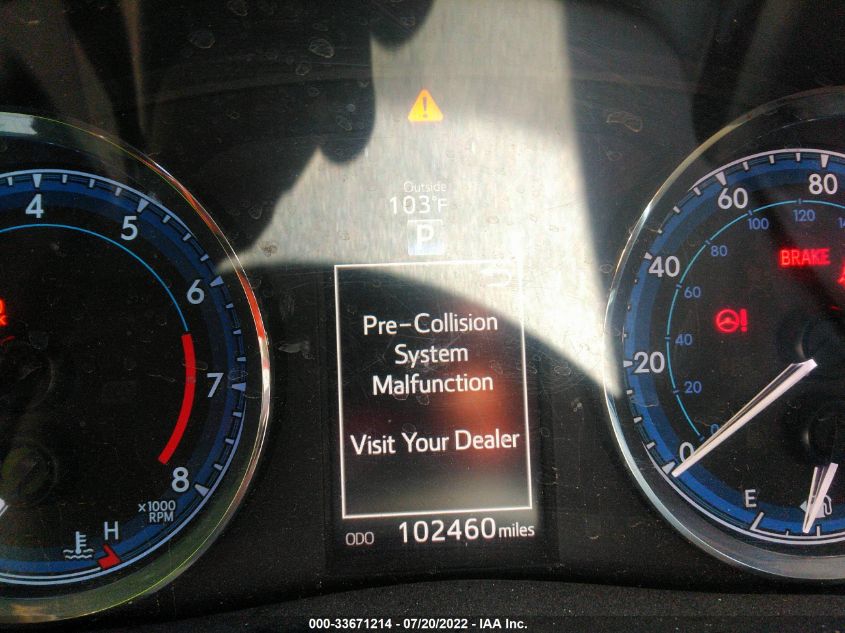 Outside
103°F
P
4
5
6
7
8
x1000
RPM
H
Pre-Collision
System
Malfunction
Visit Your Dealer
ODO 102460 miles
BRAKE
0
20
40
60
80
0
20
40
60
80
100
120
E
000-33671214 - 07/20/2022 - IAA Inc.